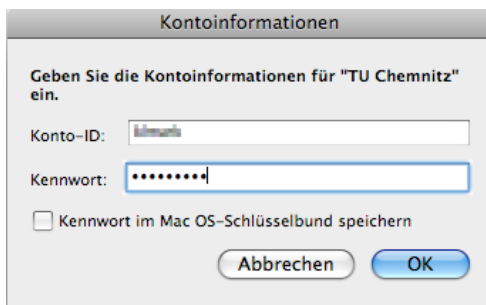 Kontoinformationen
Geben Sie die Kontoinformationen für "TU Chemnitz"
ein.
Konto-ID:
Kennwort: •••••••••
Kennwort im Mac OS-Schlüsselbund speichern
Abbrechen OK